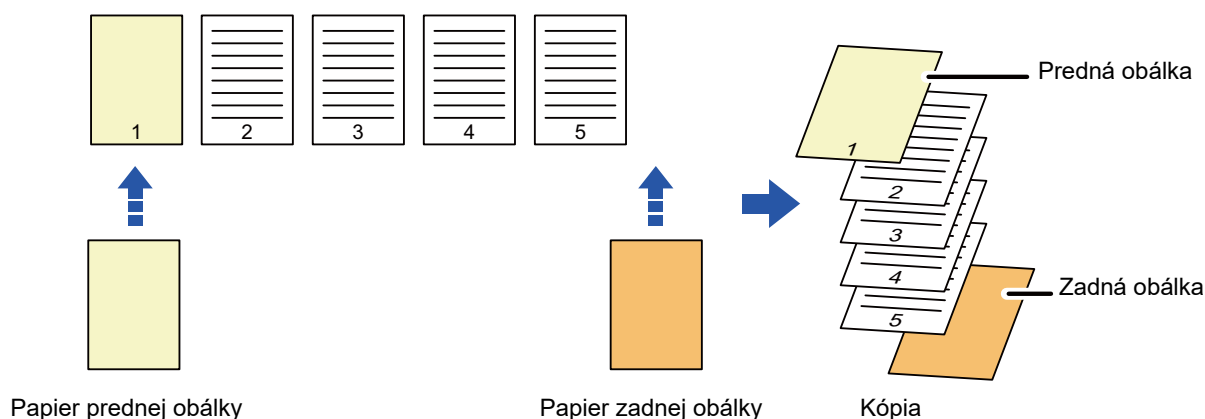 1
2
3
4
5
Predná obálka
1
2
3
4
5
Zadná obálka
Papier prednej obálky
Papier zadnej obálky
Kópia